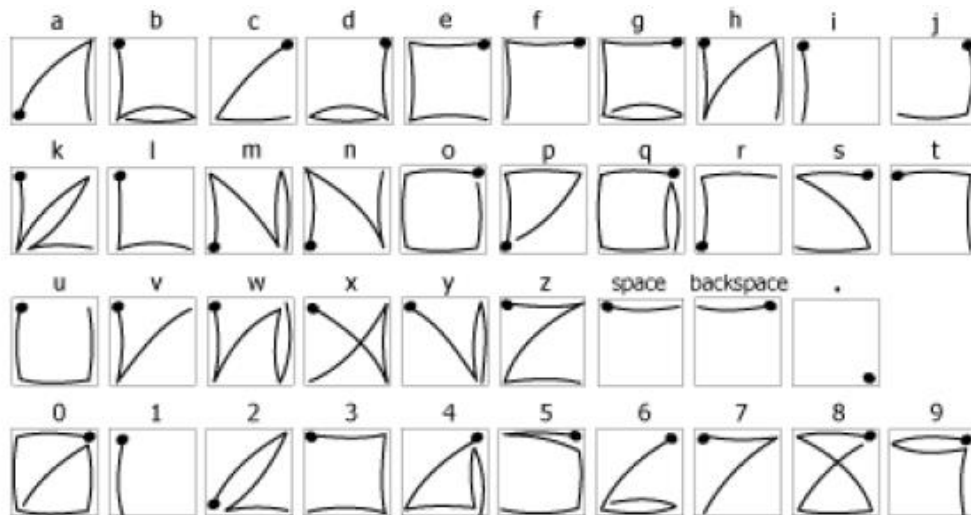 a b c d e f g h i j
k l m n o p q r s t
u v w x y z space backspace .
0 1 2 3 4 5 6 7 8 9